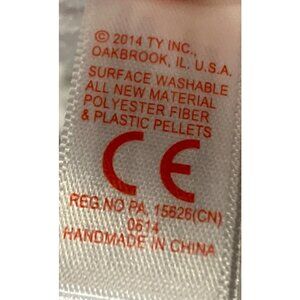 © 2014 TY INC.,
OAKBROOK, IL. U.S.A.
SURFACE WASHABLE
ALL NEW MATERIAL
POLYESTER FIBER
& PLASTIC PELLETS
CE
REG.NO PA. 15626(CN)
0614
HANDMADE IN CHINA